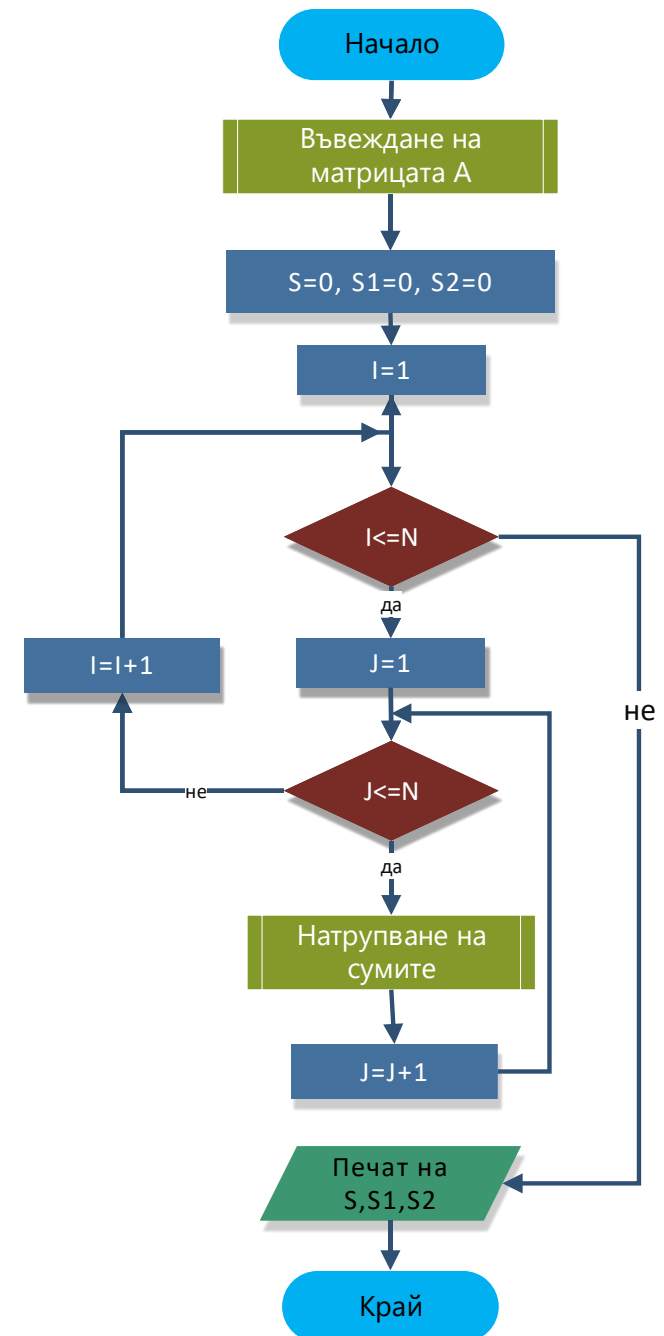 Начало
Въвеждане на
матрицата А
S=0, S1=0, S2=0
I=1
I<=N
да
I=I+1
J=1
не
J<=N
не
да
Натрупване на
сумите
J=J+1
Печат на
S,S1,S2
Край